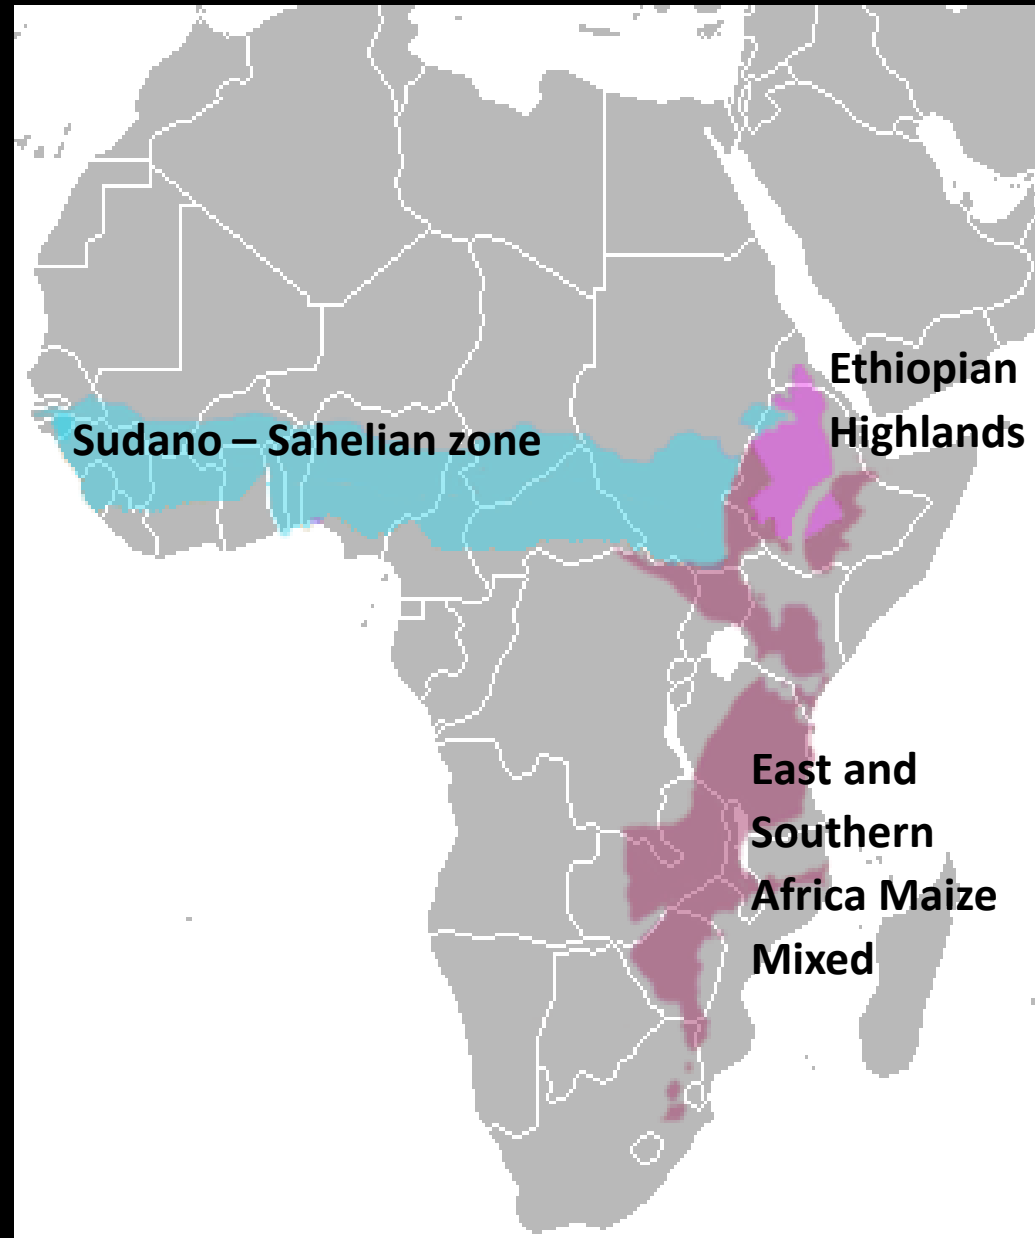 Ethiopian
Highlands
Sudano – Sahelian zone
East and
Southern
Africa Maize
Mixed